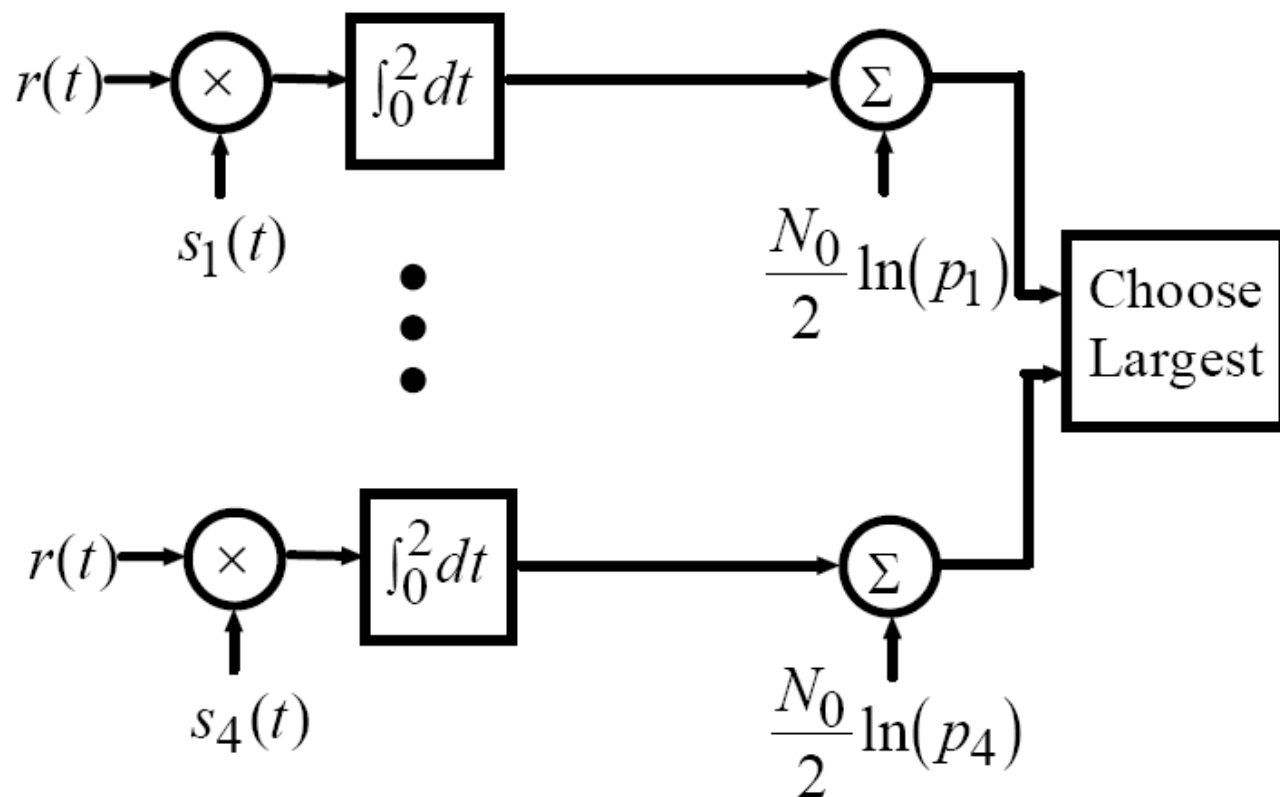 r(t) × ∫₀² dt Σ
s₁(t)
N₀/2 ln(p₁)
Choose
Largest
r(t) × ∫₀² dt Σ
s₄(t)
N₀/2 ln(p₄)